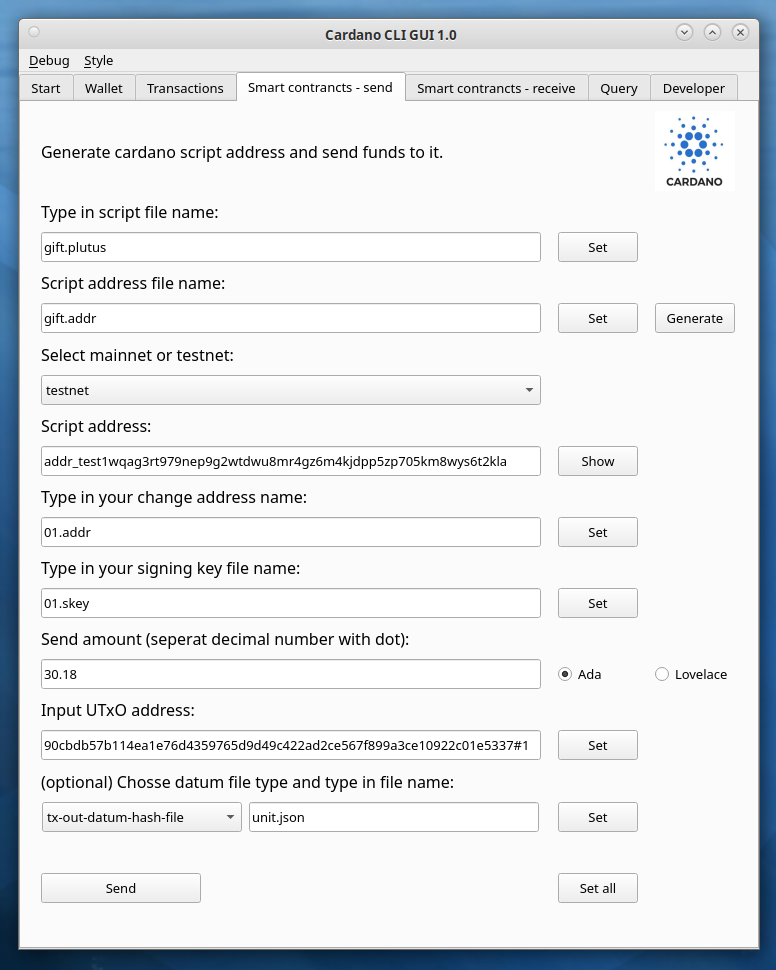 Cardano CLI GUI 1.0
Debug Style
Start Wallet Transactions Smart contrancts - send Smart contrancts - receive Query Developer
Generate cardano script address and send funds to it.
CARDANO
Type in script file name:
gift.plutus Set
Script address file name:
gift.addr Set Generate
Select mainnet or testnet:
testnet
Script address:
addr_test1wqag3rt979nep9g2wtdwu8mr4gz6m4kjdpp5zp705km8wys6t2kla Show
Type in your change address name:
01.addr Set
Type in your signing key file name:
01.skey Set
Send amount (seperat decimal number with dot):
30.18 Ada Lovelace
Input UTxO address:
90cbdb57b114ea1e76d4359765d9d49c422ad2ce567f899a3ce10922c01e5337#1 Set
(optional) Chosse datum file type and type in file name:
tx-out-datum-hash-file unit.json Set
Send Set all